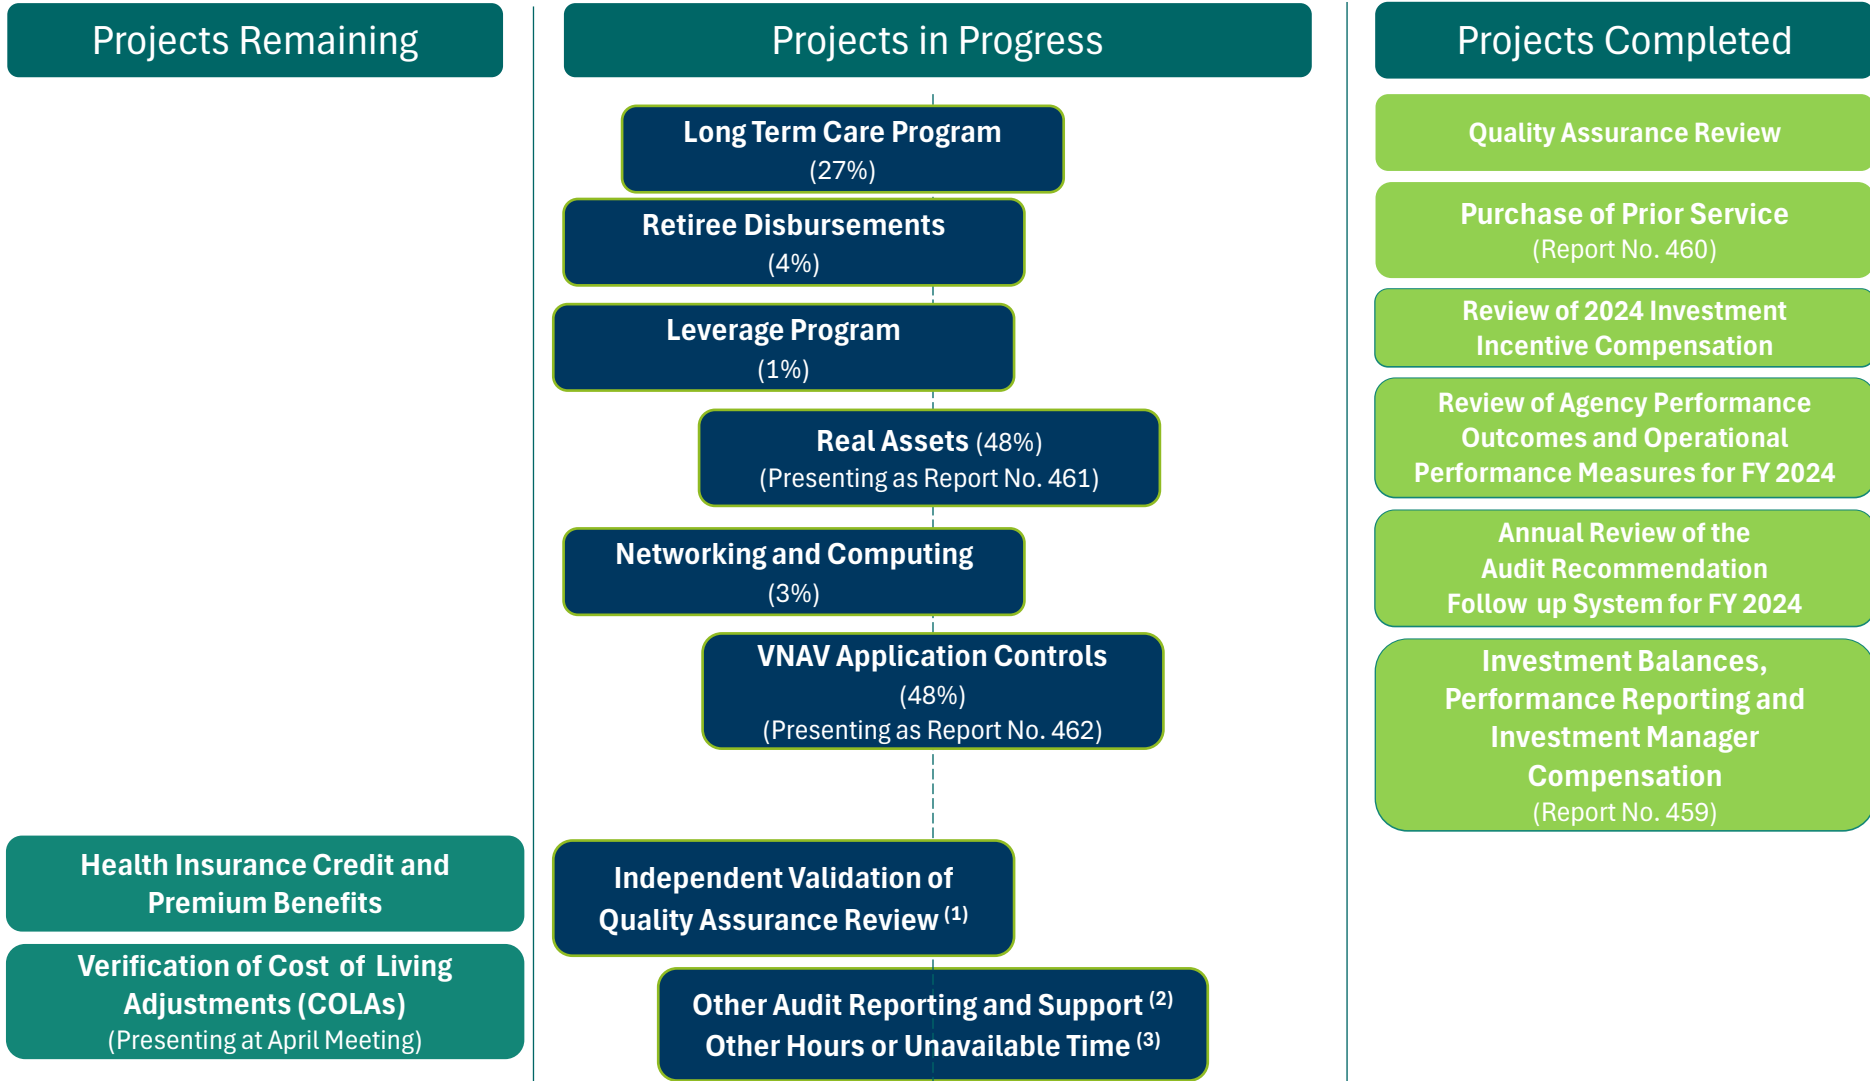 Projects Remaining
Health Insurance Credit and
Premium Benefits
Verification of Cost of Living
Adjustments (COLAs)
(Presenting at April Meeting)
Projects in Progress
Long Term Care Program
(27%)
Retiree Disbursements
(4%)
Leverage Program
(1%)
Real Assets (48%)
(Presenting as Report No. 461)
Networking and Computing
(3%)
VNAV Application Controls
(48%)
(Presenting as Report No. 462)
Independent Validation of
Quality Assurance Review (1)
Other Audit Reporting and Support (2)
Other Hours or Unavailable Time (3)
Projects Completed
Quality Assurance Review
Purchase of Prior Service
(Report No. 460)
Review of 2024 Investment
Incentive Compensation
Review of Agency Performance
Outcomes and Operational
Performance Measures for FY 2024
Annual Review of the
Audit Recommendation
Follow up System for FY 2024
Investment Balances,
Performance Reporting and
Investment Manager
Compensation
(Report No. 459)